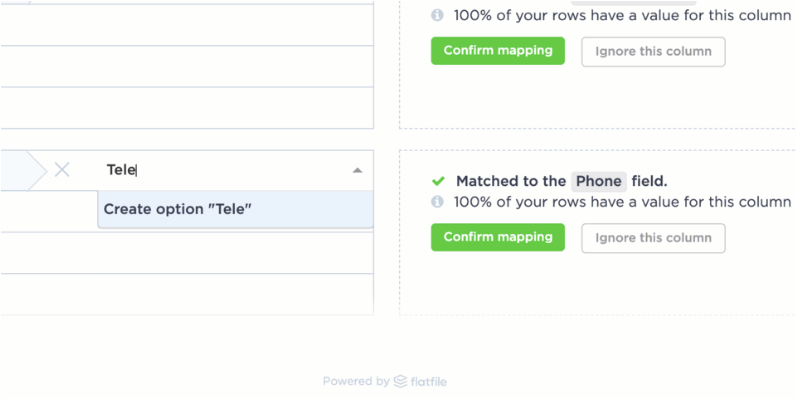 100% of your rows have a value for this column
Confirm mapping
Ignore this column
Tele
Create option "Tele"
Matched to the Phone field.
100% of your rows have a value for this column
Confirm mapping
Ignore this column
Powered by flatfile